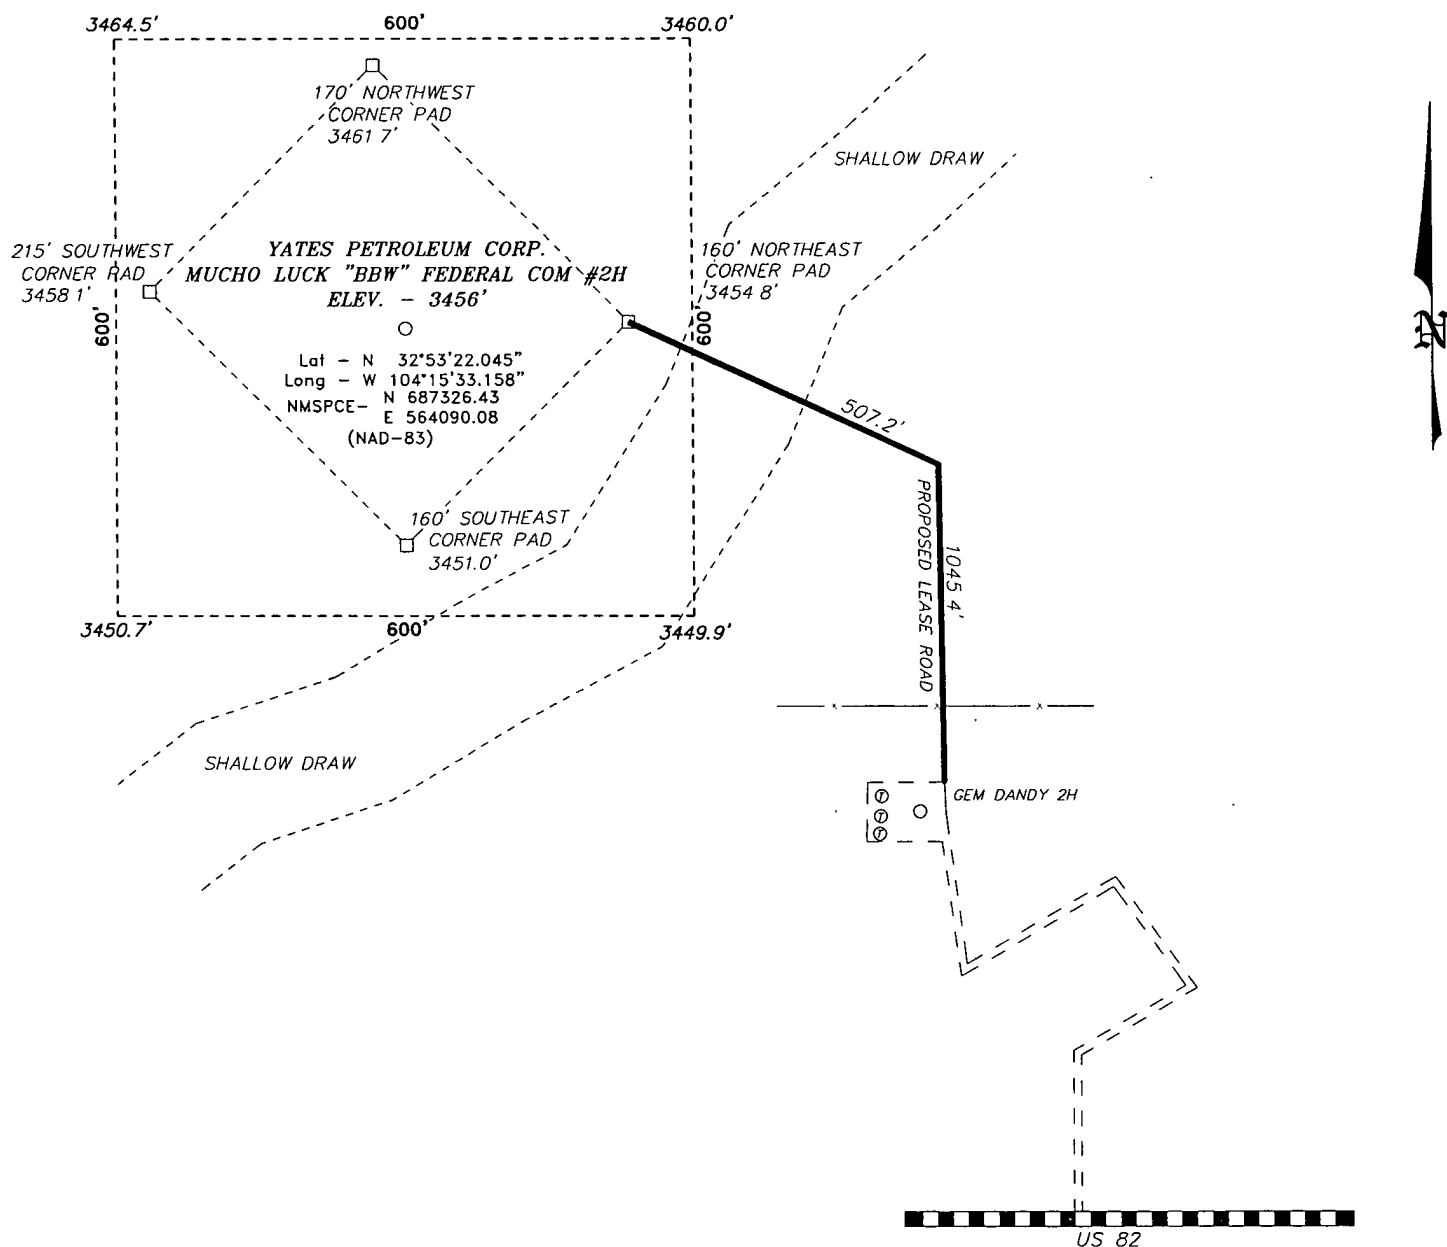 3464.5'
600'
3460.0'
170' NORTHWEST
CORNER PAD
3461 7'
SHALLOW DRAW
215' SOUTHWEST
CORNER PAD
3458 1'
YATES PETROLEUM CORP.
MUCHO LUCK "BBW" FEDERAL COM #2H
ELEV. - 3456'
160' NORTHEAST
CORNER PAD
3454 8'
600'
600'
N
Lat - N 32°53'22.045"
Long - W 104°15'33.158"
NMSPCE- N 687326.43
E 564090.08
(NAD-83)
507.2'
160' SOUTHEAST
CORNER PAD
3451.0'
PROPOSED LEASE ROAD
1045 4'
3450.7'
600'
3449.9'
SHALLOW DRAW
GEM DANDY 2H
T
T
T
US 82